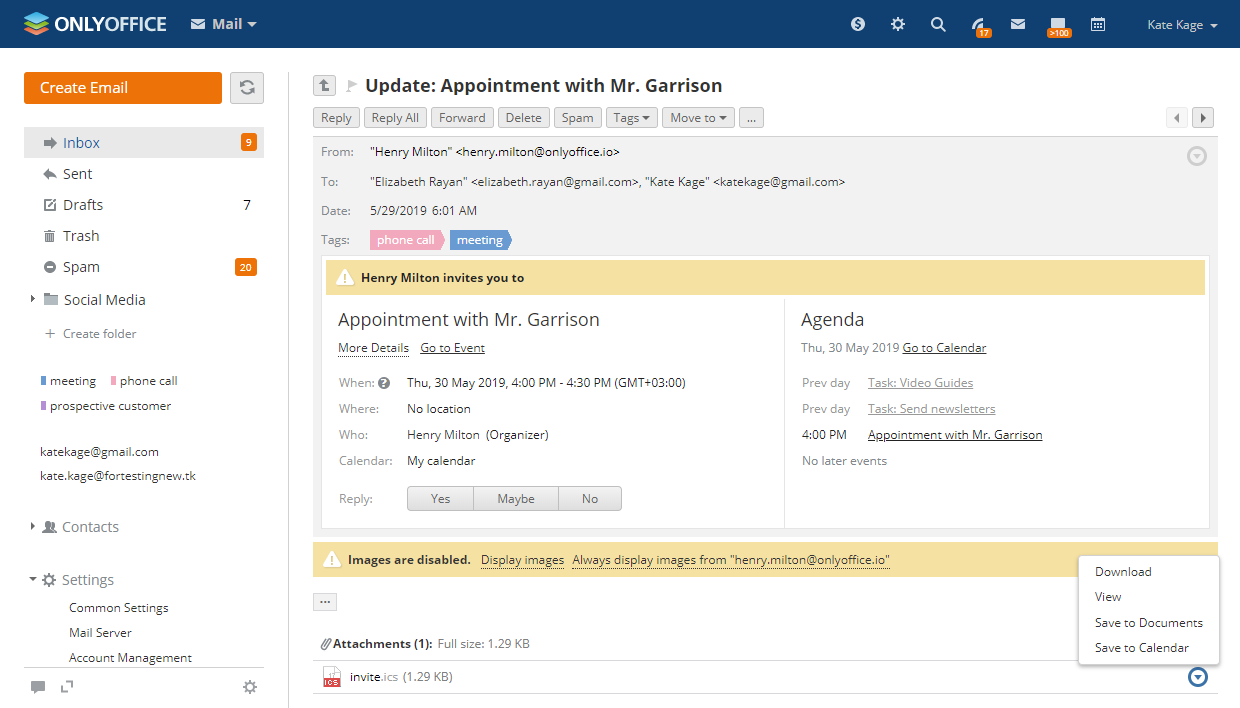 ONLYOFFICE Mail 17 >100 Kate Kage
Create Email
Inbox 9
Sent
Drafts 7
Trash
Spam 20
Social Media
+ Create folder
meeting phone call
prospective customer
katekage@gmail.com
kate.kage@fortestingnew.tk
Contacts
Settings
Common Settings
Mail Server
Account Management
Update: Appointment with Mr. Garrison
Reply Reply All Forward Delete Spam Tags Move to ...
From: "Henry Milton" <henry.milton@onlyoffice.io>
To: "Elizabeth Rayan" <elizabeth.rayan@gmail.com>, "Kate Kage" <katekage@gmail.com>
Date: 5/29/2019 6:01 AM
Tags: phone call meeting
Henry Milton invites you to
Appointment with Mr. Garrison
More Details Go to Event
When: ? Thu, 30 May 2019, 4:00 PM - 4:30 PM (GMT+03:00)
Where: No location
Who: Henry Milton (Organizer)
Calendar: My calendar
Reply: Yes Maybe No
Agenda
Thu, 30 May 2019 Go to Calendar
Prev day Task: Video Guides
Prev day Task: Send newsletters
4:00 PM Appointment with Mr. Garrison
No later events
Images are disabled. Display images Always display images from "henry.milton@onlyoffice.io"
...
Attachments (1): Full size: 1.29 KB
ICS invite.ics (1.29 KB)
Download
View
Save to Documents
Save to Calendar